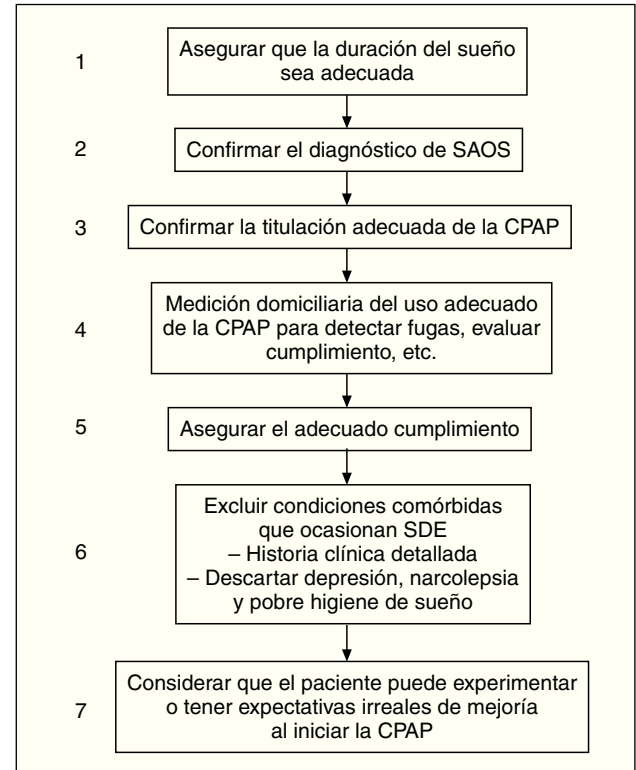 1
Asegurar que la duración del sueño
sea adecuada
2
Confirmar el diagnóstico de SAOS
3
Confirmar la titulación adecuada de la CPAP
4
Medición domiciliaria del uso adecuado
de la CPAP para detectar fugas, evaluar
cumplimiento, etc.
5
Asegurar el adecuado cumplimiento
6
Excluir condiciones comórbidas
que ocasionan SDE
– Historia clínica detallada
– Descartar depresión, narcolepsia
y pobre higiene de sueño
7
Considerar que el paciente puede experimentar
o tener expectativas irreales de mejoría
al iniciar la CPAP